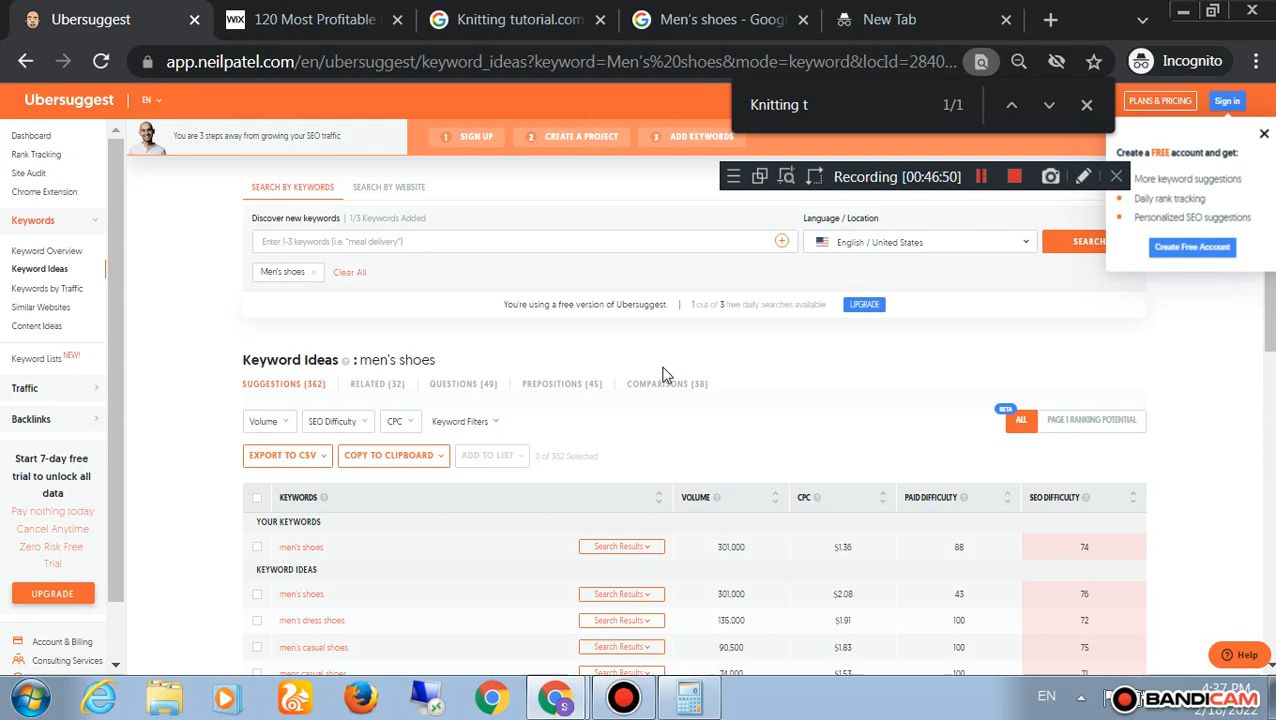 Ubersuggest
120 Most Profitable
Knitting tutorial.com
Men's shoes - Goog
New Tab
app.neilpatel.com/en/ubersuggest/keyword_ideas?keyword=Men's%20shoes&mode=keyword&locId=2840...
Incognito
Ubersuggest
EN
Knitting t
1/1
PLANS & PRICING
Sign in
You are 3 steps away from growing your SEO traffic
1 SIGN UP
2 CREATE A PROJECT
3 ADD KEYWORDS
Dashboard
Rank Tracking
Site Audit
Chrome Extension
Keywords
Keyword Overview
Keyword Ideas
Keywords by Traffic
Similar Websites
Content Ideas
Keyword Lists NEW!
Traffic
Backlinks
Start 7-day free
trial to unlock all
data
Pay nothing today
Cancel Anytime
Zero Risk Free
Trial
UPGRADE
Account & Billing
Consulting Services
Recording [00:46:50]
Create a FREE account and get:
More keyword suggestions
Daily rank tracking
Personalized SEO suggestions
Create Free Account
SEARCH BY KEYWORDS
SEARCH BY WEBSITE
Discover new keywords | 1/3 Keywords Added
Language / Location
Enter 1-3 keywords (i.e. "meal delivery")
English / United States
SEARCH
Men's shoes x
Clear All
You're using a free version of Ubersuggest. | 1 out of 3 free daily searches available
UPGRADE
Keyword Ideas : men's shoes
SUGGESTIONS (362)
RELATED (32)
QUESTIONS (49)
PREPOSITIONS (45)
COMPARISONS (38)
Volume
SEO Difficulty
CPC
Keyword Filters
BETA
ALL
PAGE 1 RANKING POTENTIAL
EXPORT TO CSV
COPY TO CLIPBOARD
ADD TO LIST
0 of 362 Selected
KEYWORDS
VOLUME
CPC
PAID DIFFICULTY
SEO DIFFICULTY
YOUR KEYWORDS
men's shoes Search Results 301,000 $1.36 88 74
KEYWORD IDEAS
men's shoes Search Results 301,000 $2.08 43 76
men's dress shoes Search Results 135,000 $1.91 100 72
men's casual shoes Search Results 90,500 $1.83 100 75
mens casual shoes Search Results 74,000 $1.53 100 71
Help
EN
4:37 PM
2/18/2022
BANDICAM